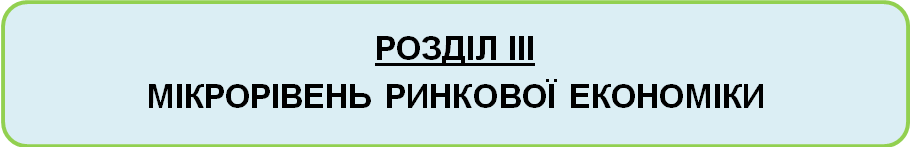 РОЗДІЛ ІІІ
МІКРОРІВЕНЬ РИНКОВОЇ ЕКОНОМІКИ